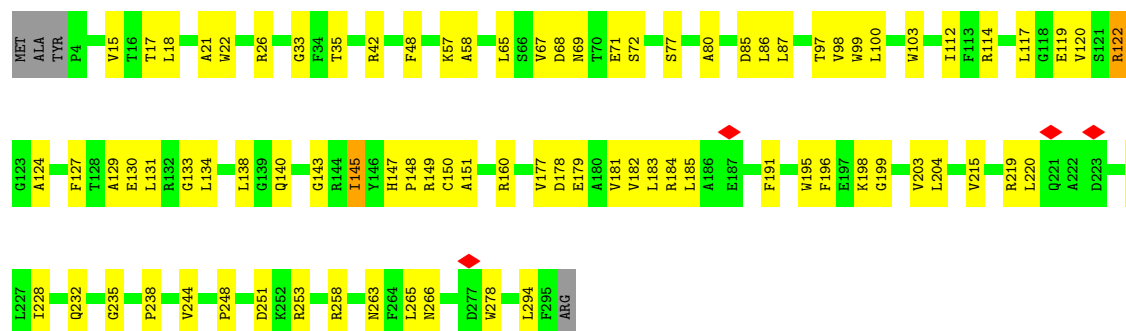 MET ALA TYR P4 V15 T16 T17 L18 A21 W22 R26 G33 F34 T35 R42 F48 K57 A58 L65 S66 V67 D68 N69 T70 E71 S72 S77 A80 D85 L86 L87 T97 V98 W99 L100 W103 I112 F113 R114 L117 G118 E119 V120 S121 R122
G123 A124 F127 T128 A129 E130 L131 R132 G133 L134 L138 G139 Q140 G143 R144 I145 Y146 H147 P148 R149 C150 A151 R160 V177 D178 E179 A180 V181 V182 L183 R184 L185 A186 E187 F191 W195 F196 E197 K198 G199 V203 L204 V215 R219 L220 Q221 A222 D223
L227 I228 Q232 G235 P238 V244 P248 D251 K252 R253 R258 N263 F264 L265 N266 D277 W278 L294 F295 ARG